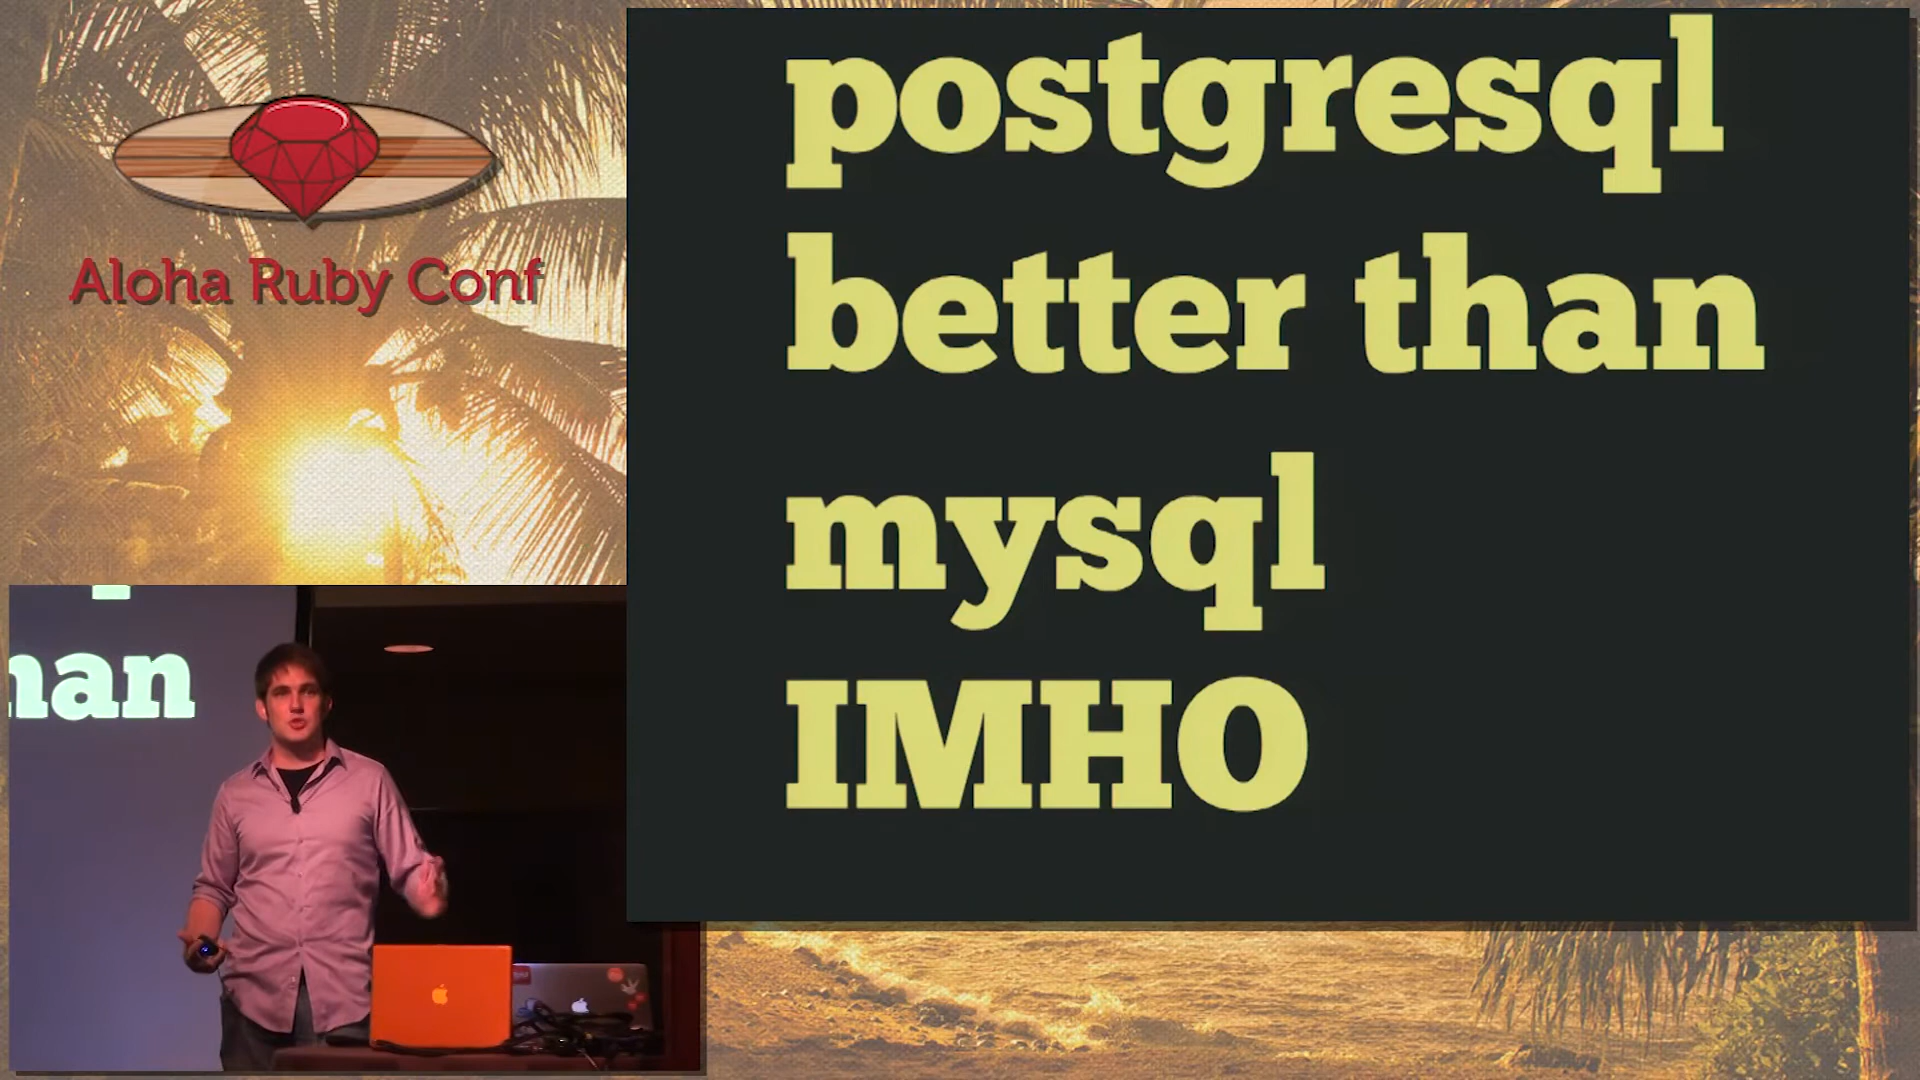 Aloha Ruby Conf
postgresql
better than
mysql
IMHO
han